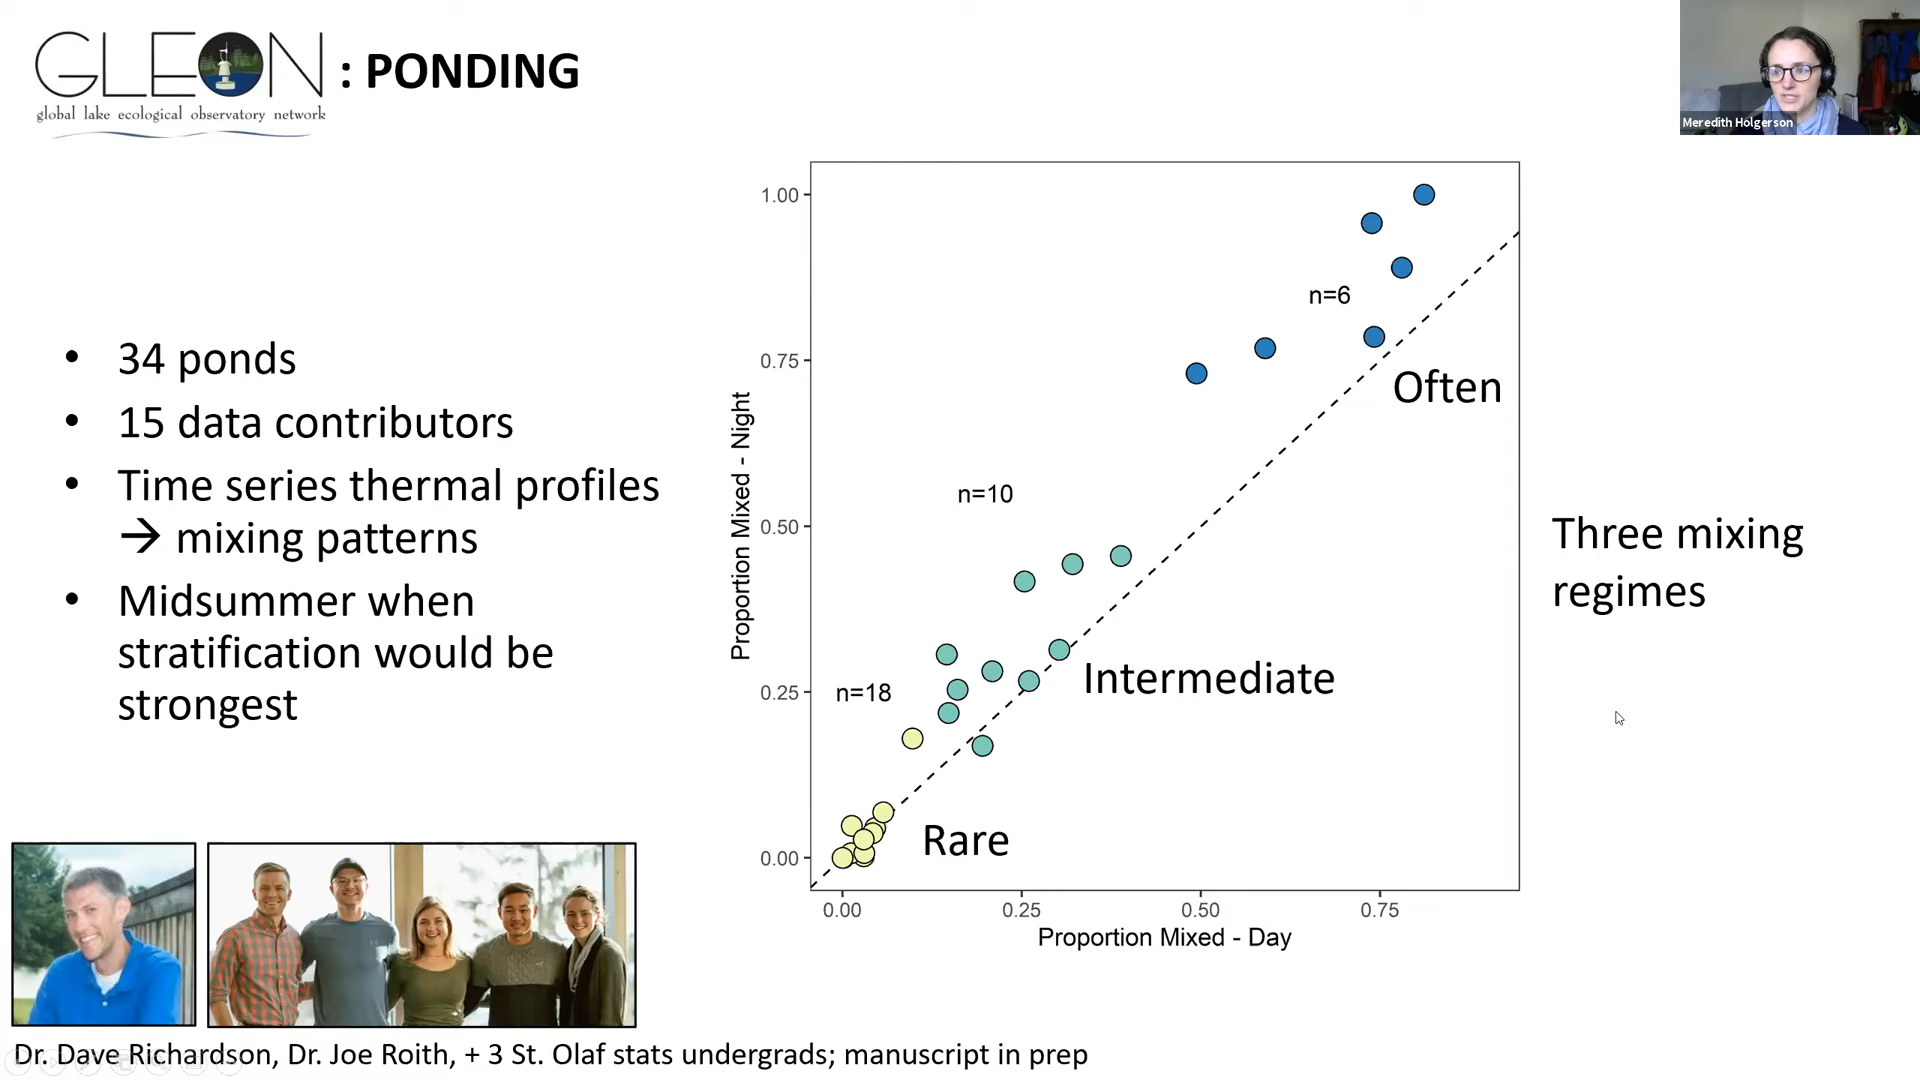 GLEON
global lake ecological observatory network
: PONDING
Meredith Holgerson
• 34 ponds
• 15 data contributors
• Time series thermal profiles
→ mixing patterns
• Midsummer when
stratification would be
strongest
1.00
0.75
0.50
0.25
0.00
Proportion Mixed - Night
n=6
Often
n=10
Intermediate
n=18
Rare
0.00 0.25 0.50 0.75
Proportion Mixed - Day
Three mixing
regimes
Dr. Dave Richardson, Dr. Joe Roith, + 3 St. Olaf stats undergrads; manuscript in prep